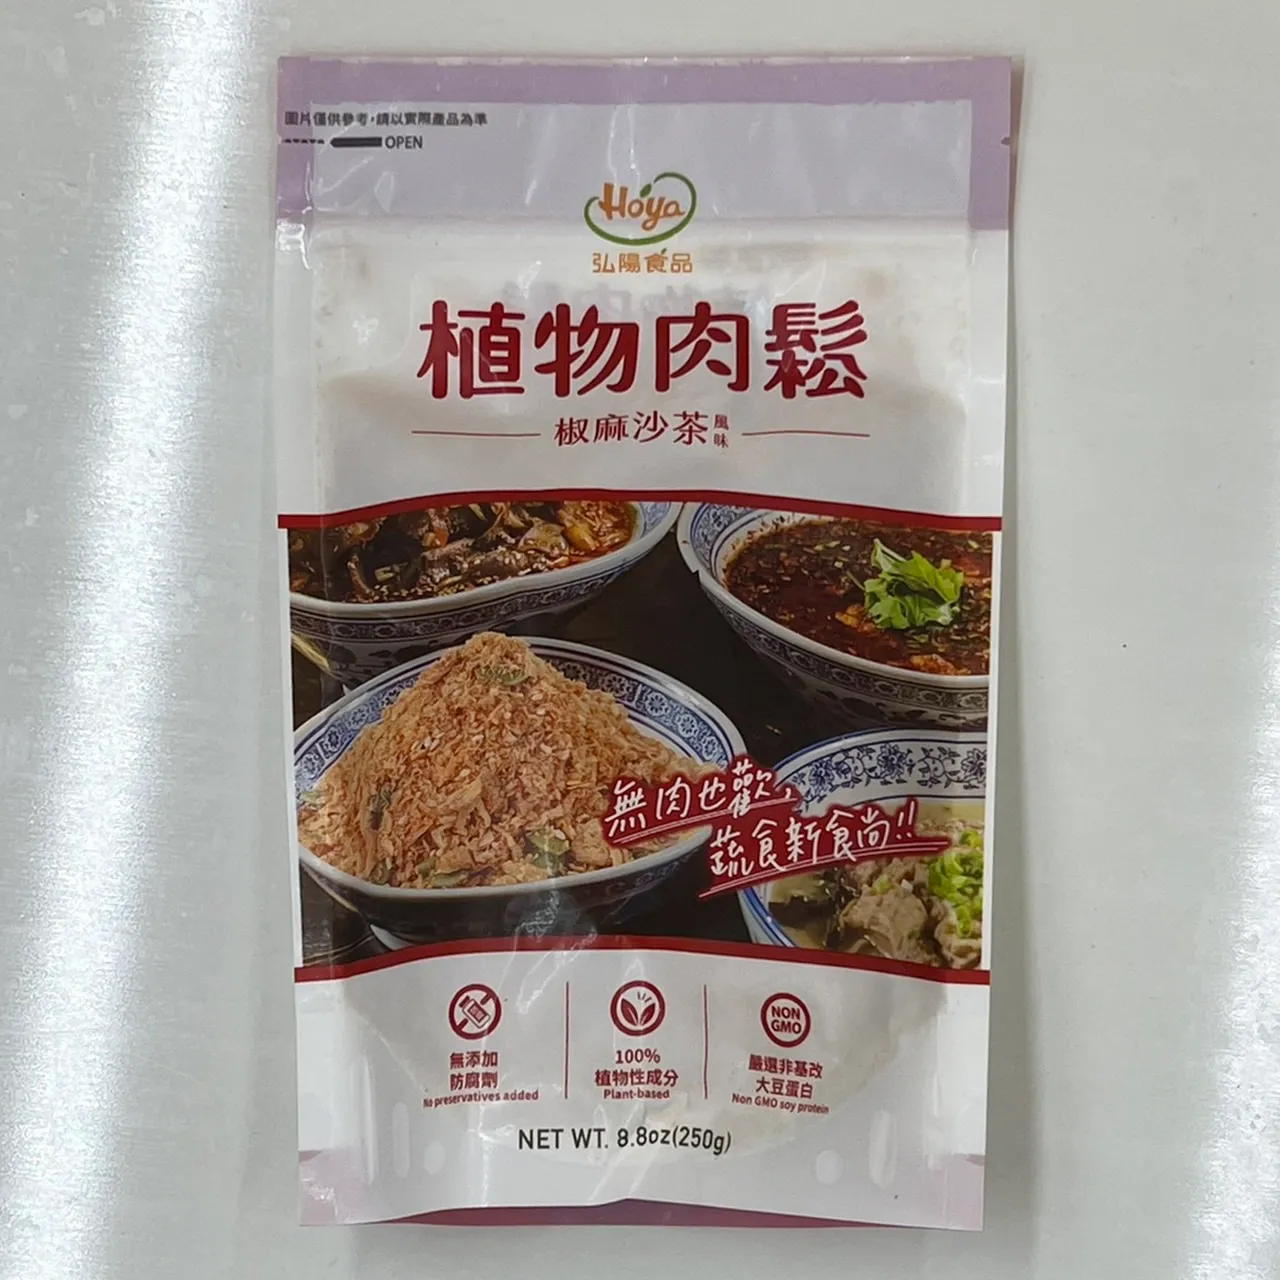 圖片僅供參考，請以實際產品為準
OPEN
Hoya
弘陽食品
植物肉鬆
椒麻沙茶風味
無肉也歡，
蔬食新食尚!!
無添加
防腐劑
No preservatives added
100%
植物性成分
Plant-based
NON
GMO
嚴選非基改
大豆蛋白
Non GMO soy protein
NET WT. 8.8oz(250g)